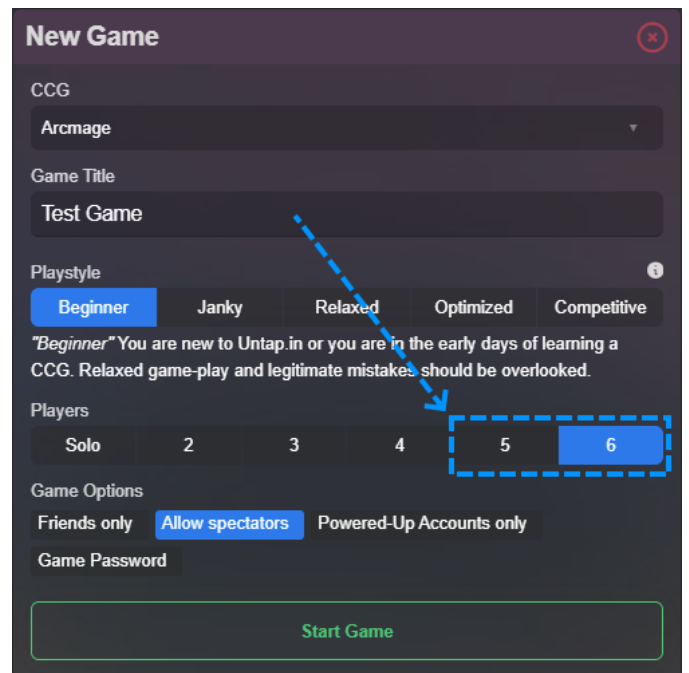 New Game
CCG
Arcmage
Game Title
Test Game
Playstyle
Beginner Janky Relaxed Optimized Competitive
"Beginner" You are new to Untap.in or you are in the early days of learning a
CCG. Relaxed game-play and legitimate mistakes should be overlooked.
Players
Solo 2 3 4 5 6
Game Options
Friends only Allow spectators Powered-Up Accounts only
Game Password
Start Game